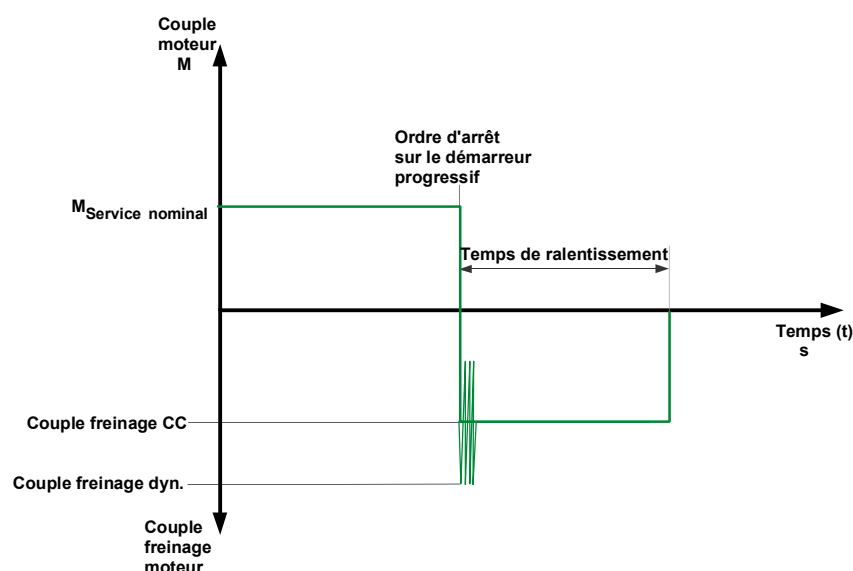 Couple
moteur
M
Ordre d'arrêt
sur le démarreur
progressif
MService nominal
Temps de ralentissement
Temps (t)
s
Couple freinage CC
Couple freinage dyn.
Couple
freinage
moteur